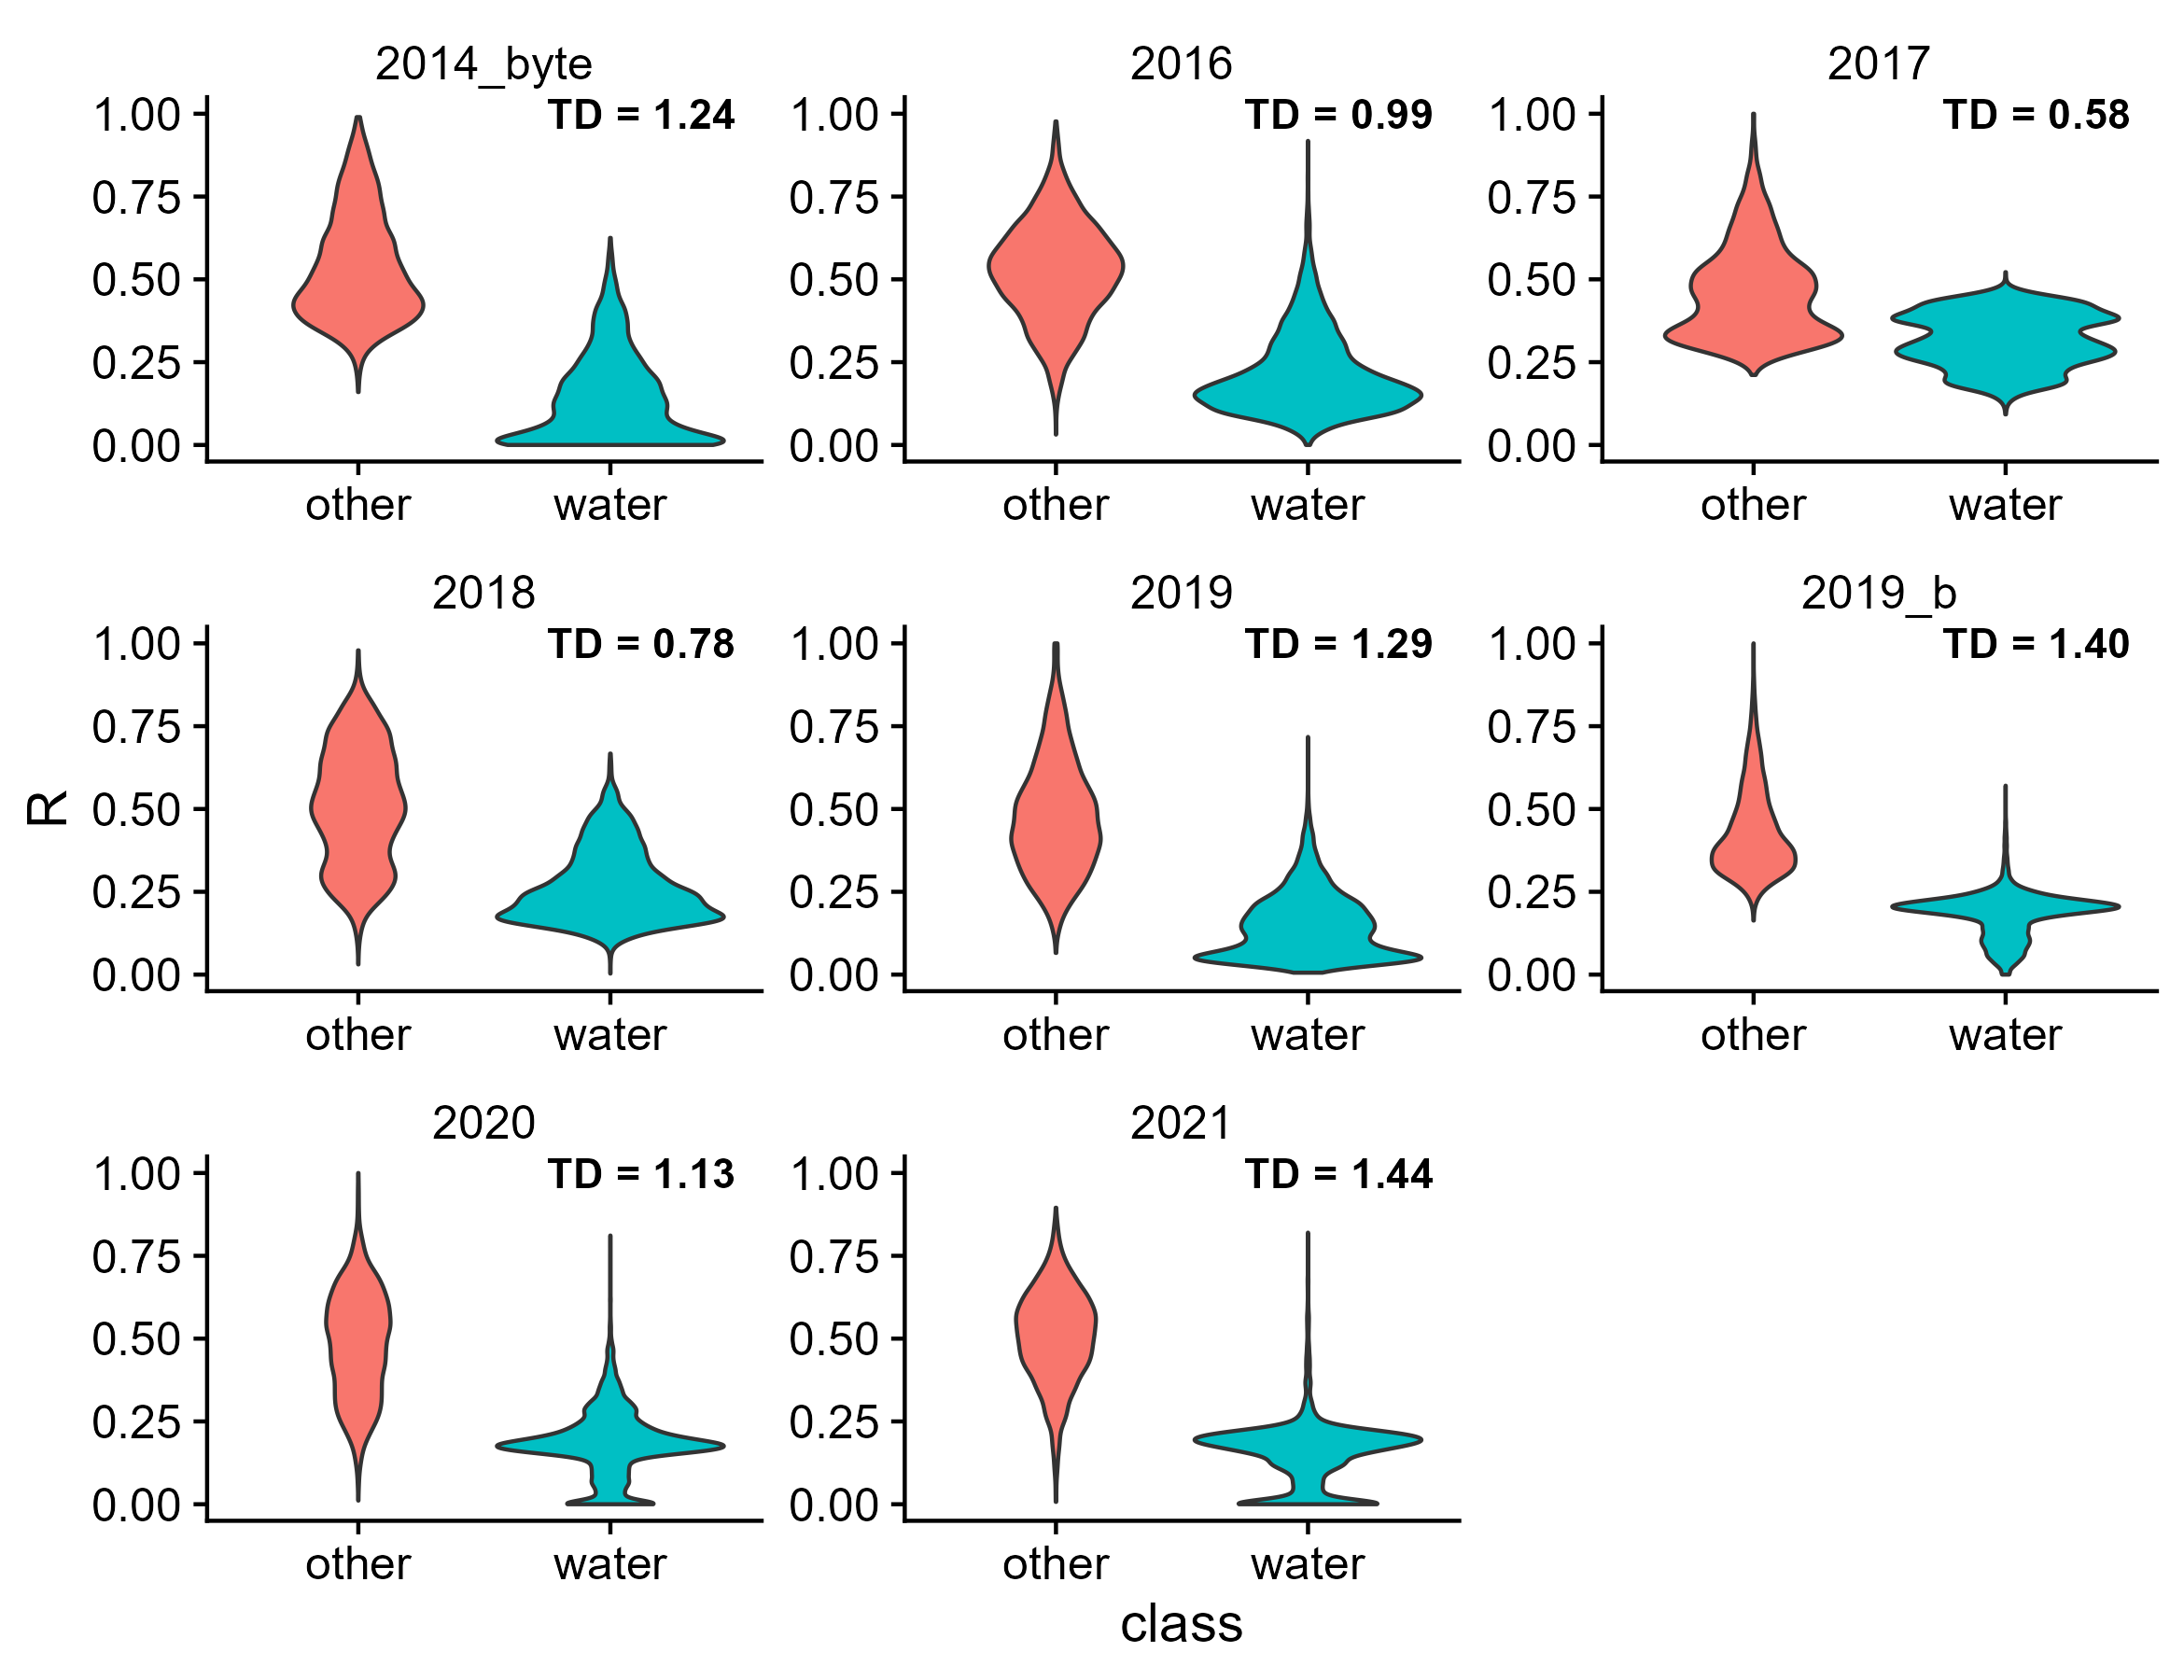 2014_byte 2016 2017
TD = 1.24 TD = 0.99 TD = 0.58
1.00 1.00 1.00
0.75 0.75 0.75
0.50 0.50 0.50
0.25 0.25 0.25
0.00 0.00 0.00
other water other water other water
2018 2019 2019_b
TD = 0.78 TD = 1.29 TD = 1.40
1.00 1.00 1.00
0.75 0.75 0.75
R
0.50 0.50 0.50
0.25 0.25 0.25
0.00 0.00 0.00
other water other water other water
2020 2021
TD = 1.13 TD = 1.44
1.00 1.00
0.75 0.75
0.50 0.50
0.25 0.25
0.00 0.00
other water other water
class